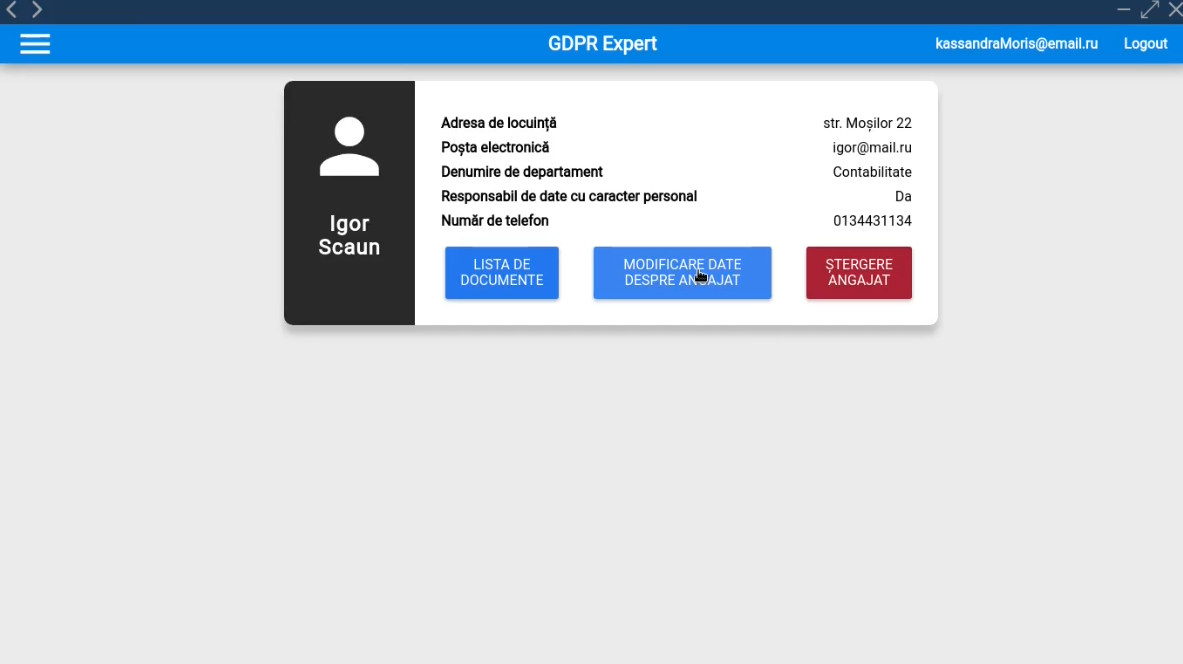 GDPR Expert
kassandraMoris@email.ru
Logout
Igor
Scaun
Adresa de locuință
str. Moșilor 22
Poșta electronică
igor@mail.ru
Denumire de departament
Contabilitate
Responsabil de date cu caracter personal
Da
Număr de telefon
0134431134
LISTA DE
DOCUMENTE
MODIFICARE DATE
DESPRE ANGAJAT
ȘTERGERE
ANGAJAT